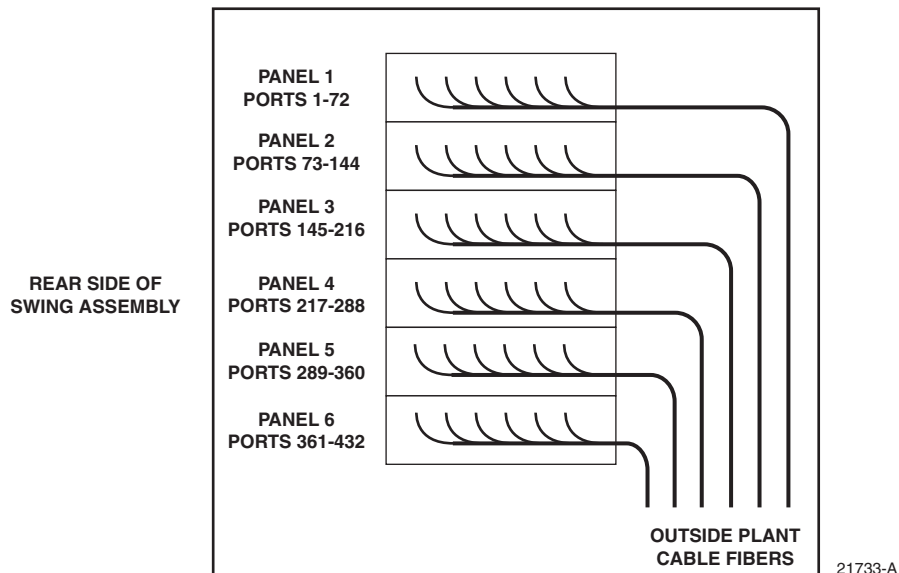 PANEL 1
PORTS 1-72
PANEL 2
PORTS 73-144
PANEL 3
PORTS 145-216
REAR SIDE OF
SWING ASSEMBLY
PANEL 4
PORTS 217-288
PANEL 5
PORTS 289-360
PANEL 6
PORTS 361-432
OUTSIDE PLANT
CABLE FIBERS
21733-A